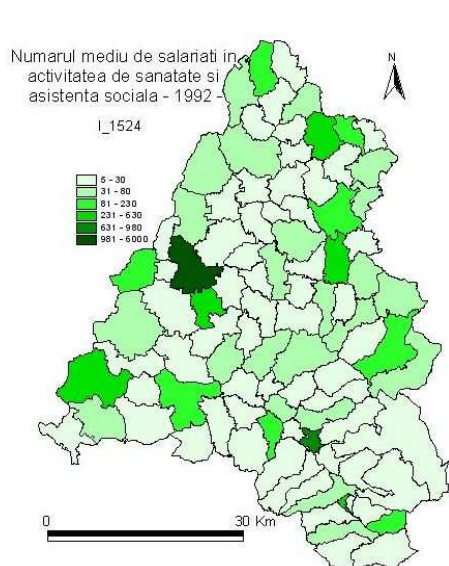 Numarul mediu de salariati in
activitatea de sanatate si
asistenta sociala - 1992 -
I_1524
N
5 - 30
31 - 80
81 - 230
231 - 630
631 - 980
981 - 6000
0 30 Km